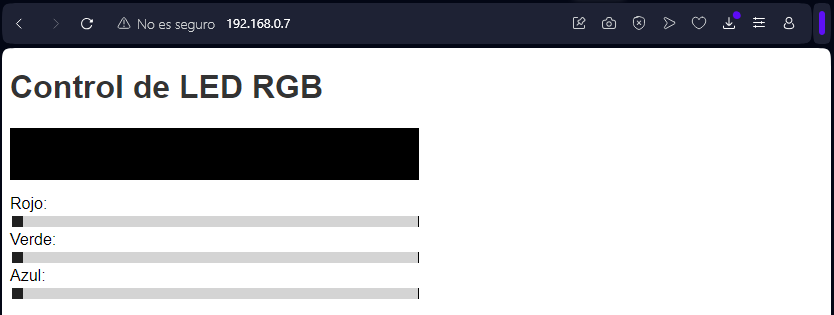 No es seguro 192.168.0.7
Control de LED RGB
Rojo:
Verde:
Azul: